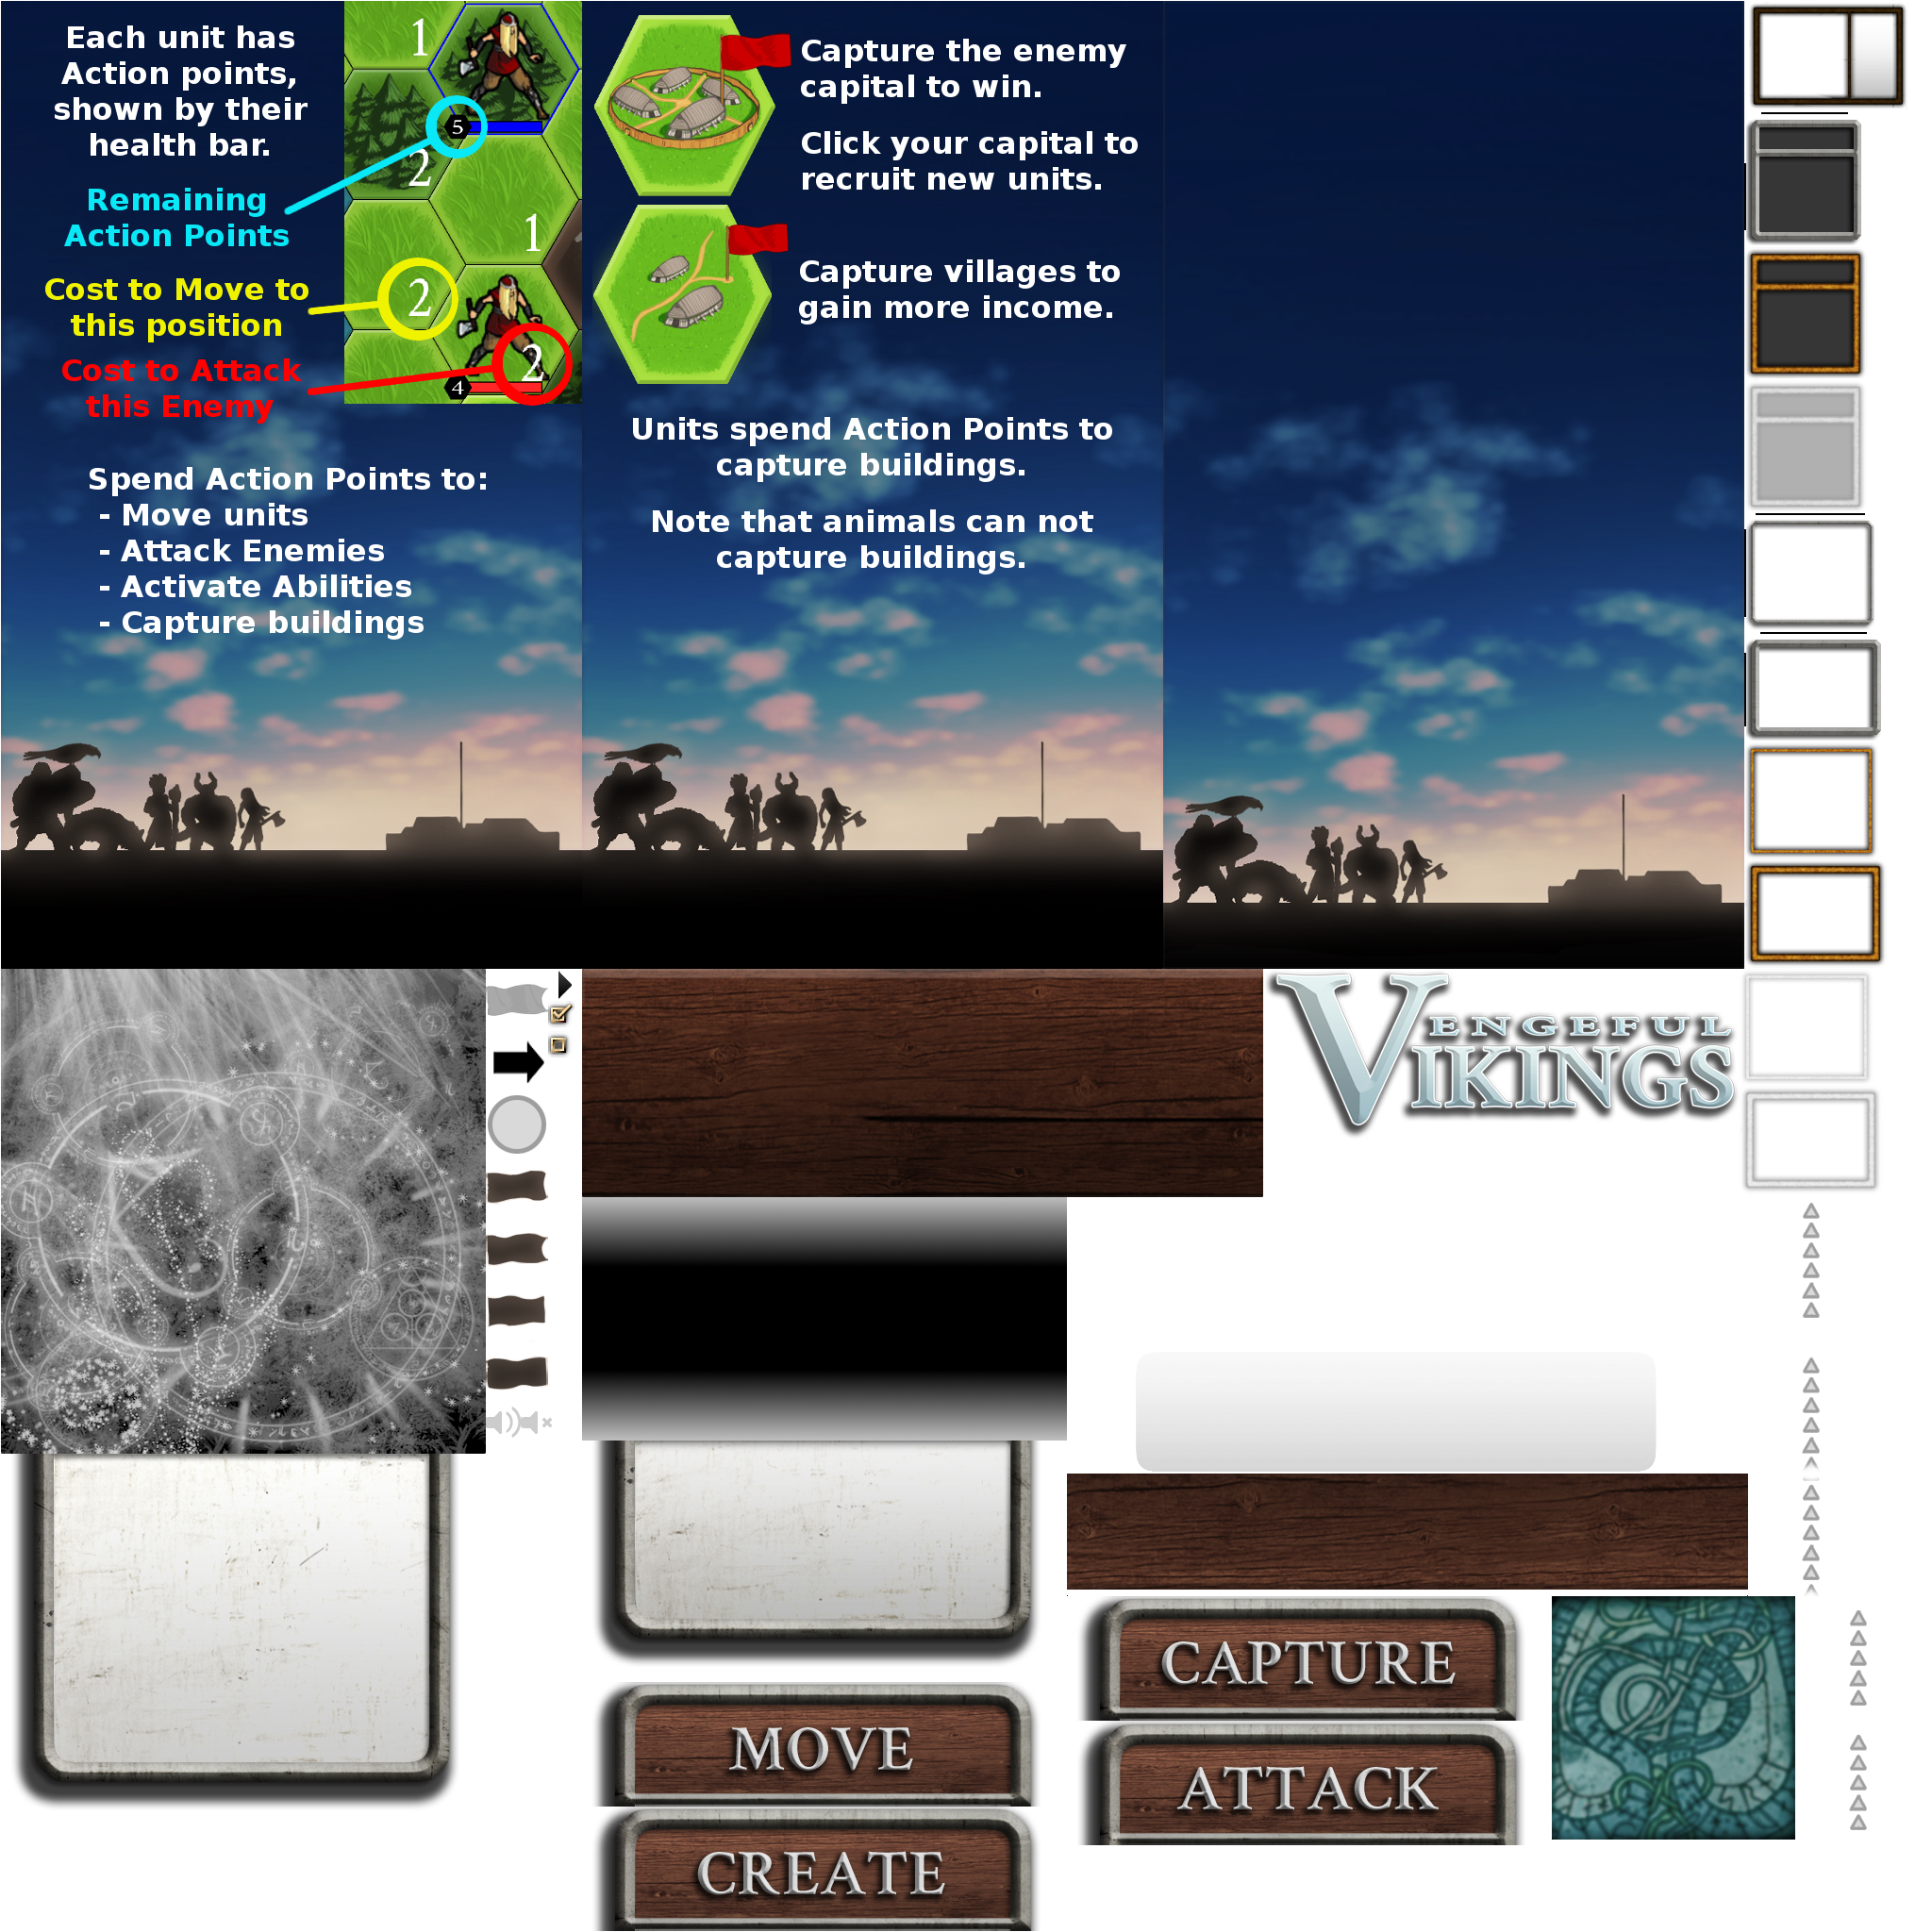 Each unit has
Action points,
shown by their
health bar.
Remaining
Action Points
Cost to Move to
this position
Cost to Attack
this Enemy
1
5
2
1
2
2
4
Spend Action Points to:
- Move units
- Attack Enemies
- Activate Abilities
- Capture buildings
Capture the enemy
capital to win.
Click your capital to
recruit new units.
Capture villages to
gain more income.
Units spend Action Points to
capture buildings.
Note that animals can not
capture buildings.
VENGEFUL
VIKINGS
CAPTURE
MOVE
ATTACK
CREATE